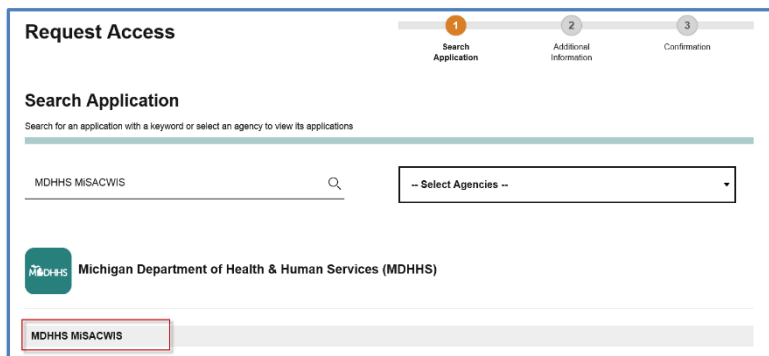 Request Access
1
2
3
Search
Application
Additional
Information
Confirmation
Search Application
Search for an application with a keyword or select an agency to view its applications
MDHHS MiSACWIS
-- Select Agencies --
MDHHS
Michigan Department of Health & Human Services (MDHHS)
MDHHS MiSACWIS